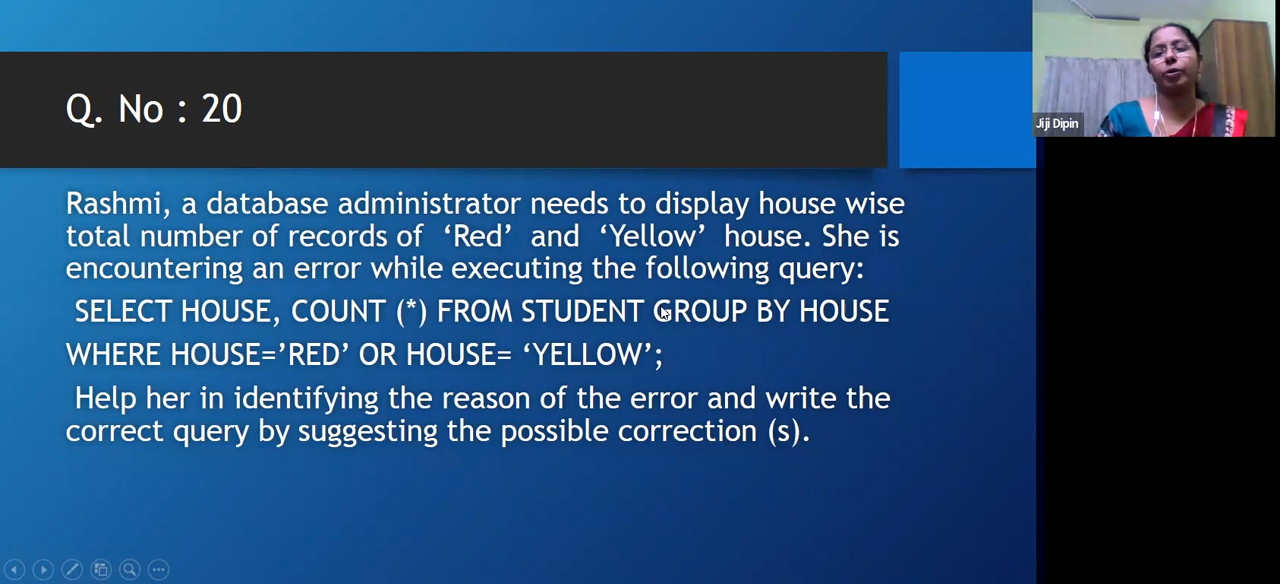 Q. No : 20
Jiji Dipin
Rashmi, a database administrator needs to display house wise
total number of records of ‘Red’ and ‘Yellow’ house. She is
encountering an error while executing the following query:
SELECT HOUSE, COUNT (*) FROM STUDENT GROUP BY HOUSE
WHERE HOUSE=’RED’ OR HOUSE= ‘YELLOW’;
Help her in identifying the reason of the error and write the
correct query by suggesting the possible correction (s).